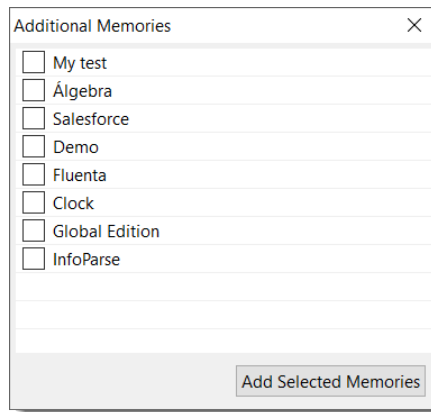 Additional Memories
My test
Álgebra
Salesforce
Demo
Fluenta
Clock
Global Edition
InfoParse
Add Selected Memories